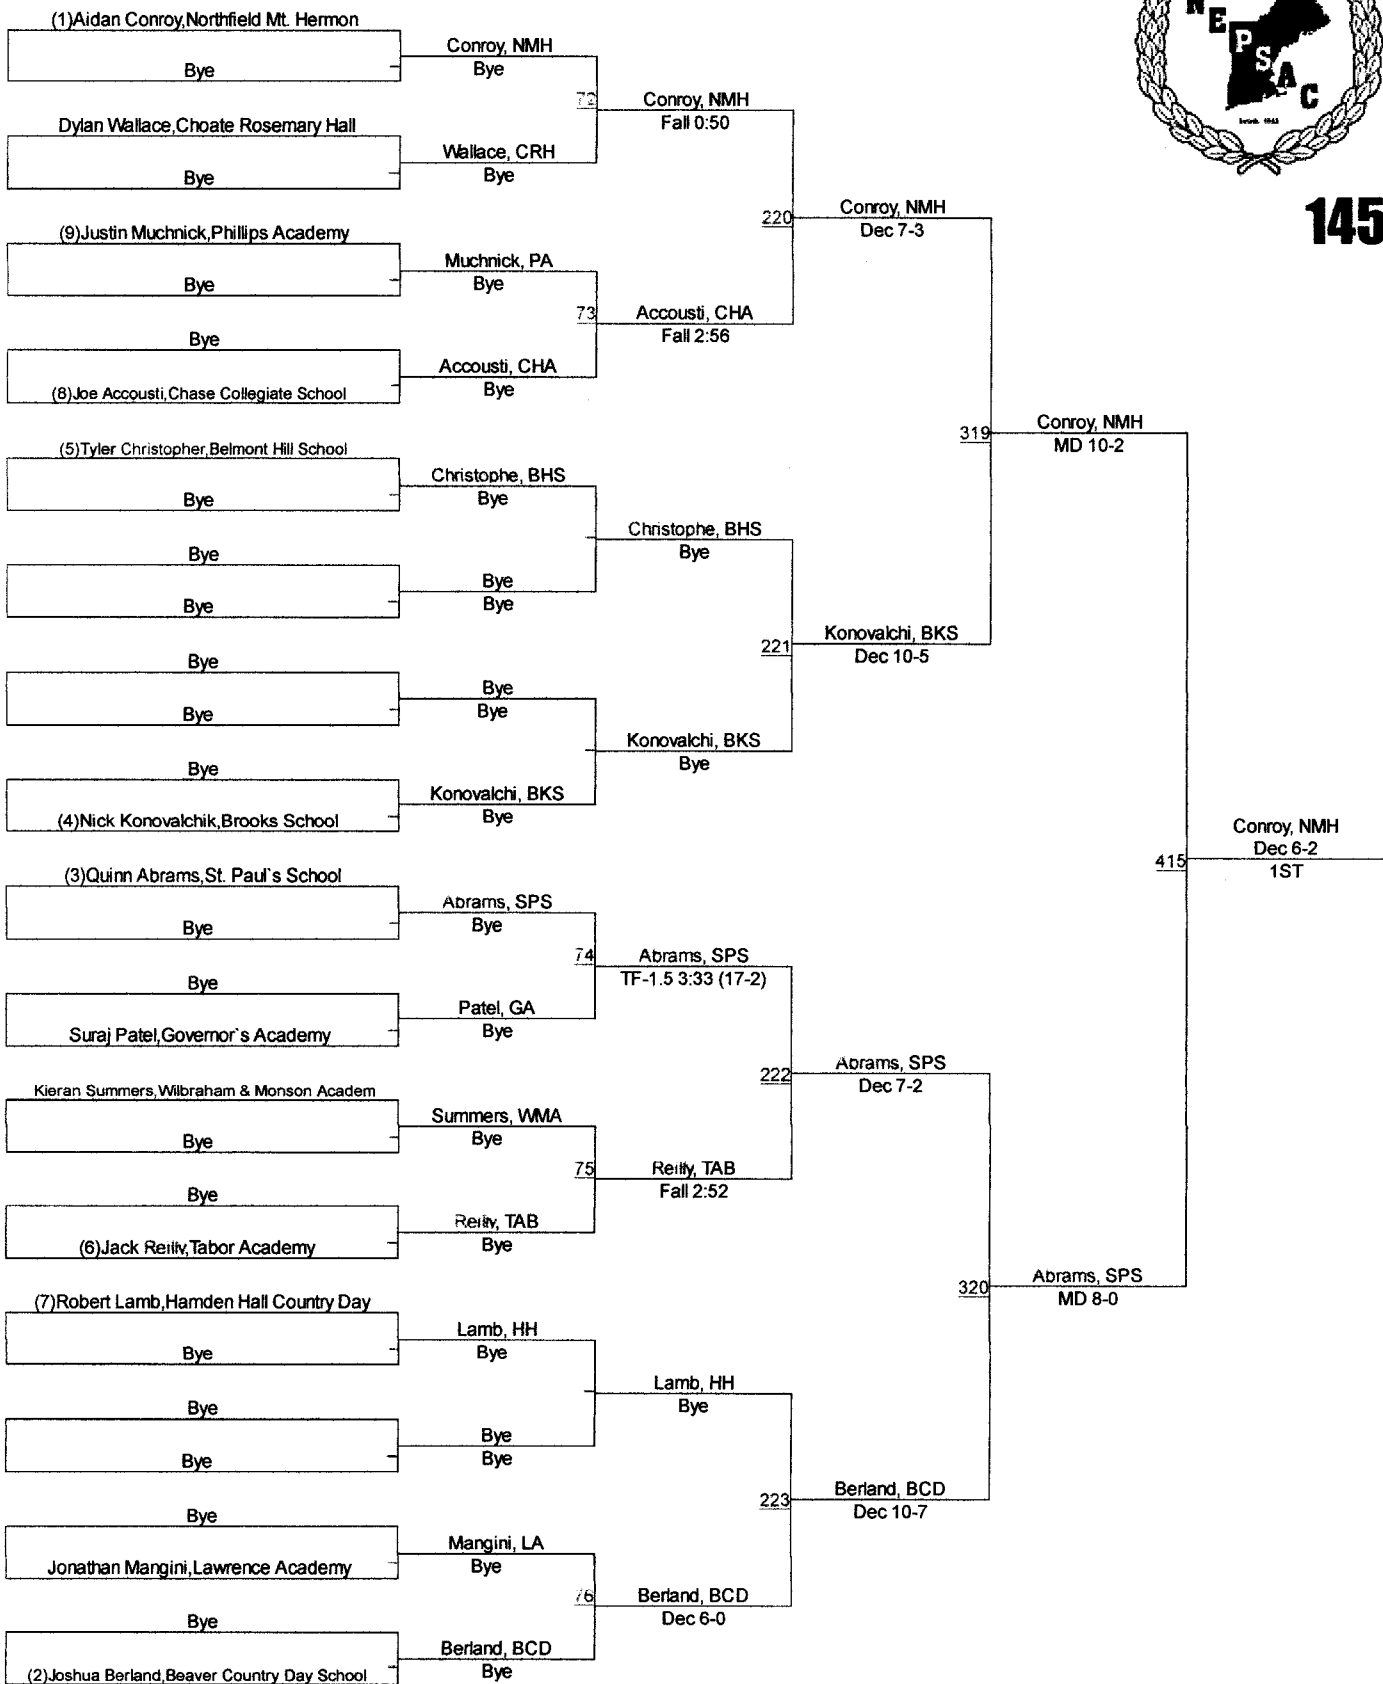 (1)Aidan Conroy,Northfield Mt. Hermon
Bye
Conroy, NMH
Bye
Dylan Wallace,Choate Rosemary Hall
Bye
Wallace, CRH
Bye
72
Conroy, NMH
Fall 0:50
(9)Justin Muchnick,Phillips Academy
Bye
Muchnick, PA
Bye
Bye
(8)Joe Accousti,Chase Collegiate School
Accousti, CHA
Bye
73
Accousti, CHA
Fall 2:56
220
Conroy, NMH
Dec 7-3
(5)Tyler Christopher,Belmont Hill School
Bye
Christophe, BHS
Bye
Bye
Bye
Bye
Bye
Christophe, BHS
Bye
Bye
Bye
Bye
Bye
Bye
(4)Nick Konovalchik,Brooks School
Konovalchi, BKS
Bye
Konovalchi, BKS
Bye
221
Konovalchi, BKS
Dec 10-5
319
Conroy, NMH
MD 10-2
(3)Quinn Abrams,St. Paul`s School
Bye
Abrams, SPS
Bye
Bye
Suraj Patel,Governor`s Academy
Patel, GA
Bye
74
Abrams, SPS
TF-1.5 3:33 (17-2)
Kieran Summers,Wilbraham & Monson Academ
Bye
Summers, WMA
Bye
Bye
(6)Jack Reilly,Tabor Academy
Reilly, TAB
Bye
75
Reilly, TAB
Fall 2:52
222
Abrams, SPS
Dec 7-2
(7)Robert Lamb,Hamden Hall Country Day
Bye
Lamb, HH
Bye
Bye
Bye
Bye
Bye
Lamb, HH
Bye
Bye
Jonathan Mangini,Lawrence Academy
Mangini, LA
Bye
Bye
(2)Joshua Berland,Beaver Country Day School
Berland, BCD
Bye
76
Berland, BCD
Dec 6-0
223
Berland, BCD
Dec 10-7
320
Abrams, SPS
MD 8-0
415
Conroy, NMH
Dec 6-2
1ST
NEPSAC
145